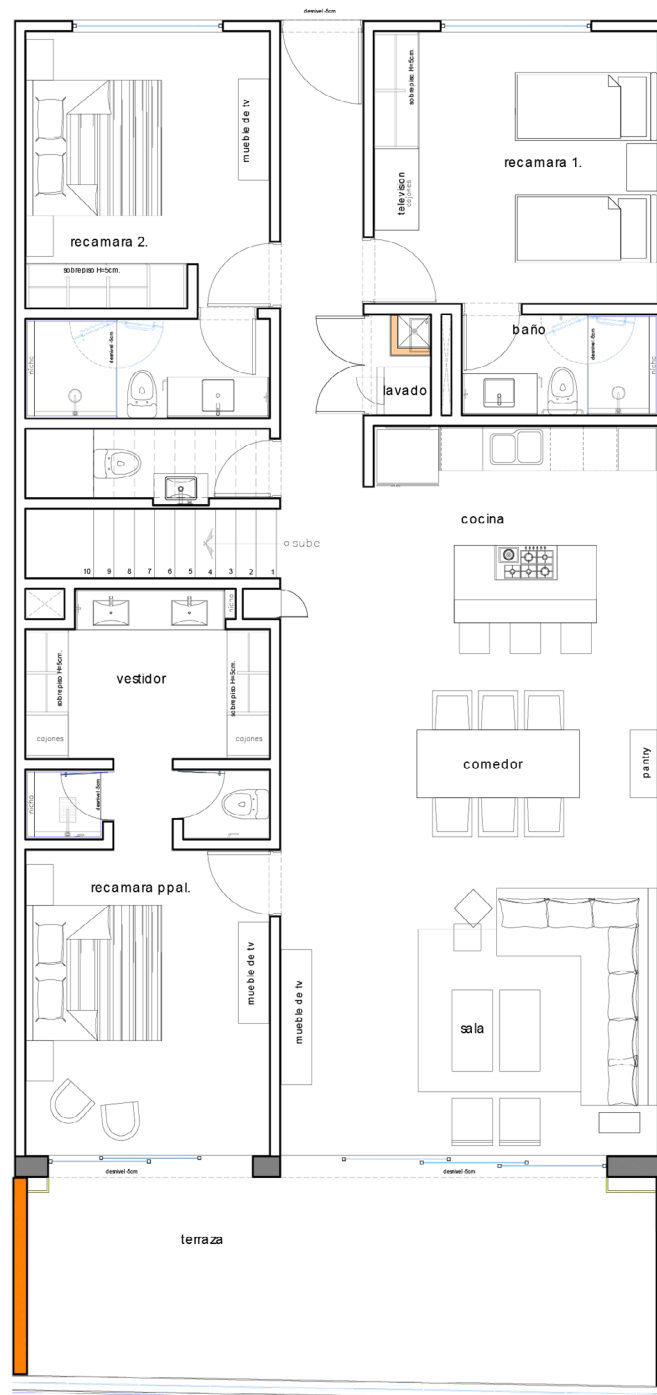 desnivel-5cm
sobrepiso H=5cm.
mueble de tv
recamara 1.
television
cajones
recamara 2.
sobrepiso H=5cm.
baño
nicho
desnivel -5cm
desnivel -5cm
nicho
lavado
cocina
sube
10 9 8 7 6 5 4 3 2 1
nicho
vestidor
sobrepiso H=5cm.
sobrepiso H=5cm.
cajones
cajones
comedor
pantry
nicho
desnivel -5cm
recamara ppal.
mueble de tv
mueble de tv
sala
desnivel -5cm
desnivel -5cm
terraza